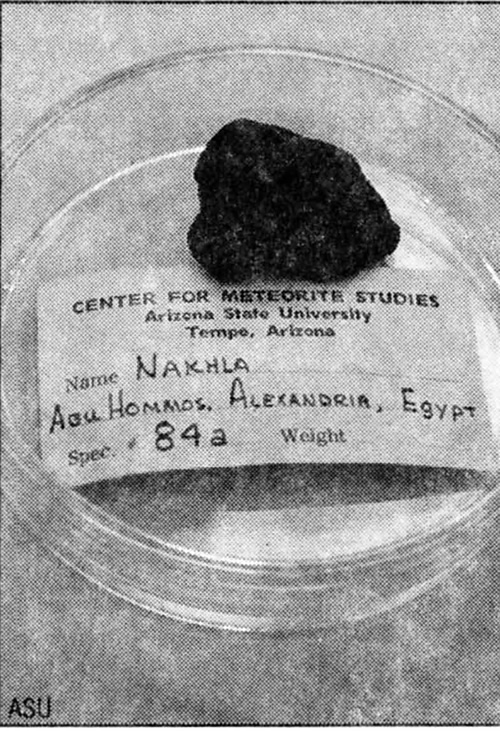 CENTER FOR METEORITE STUDIES
Arizona State University
Tempe, Arizona
Name NAKHLA
ABU HOMMOS, ALEXANDRIA, EGYPT
Spec. # 84a Weight
ASU